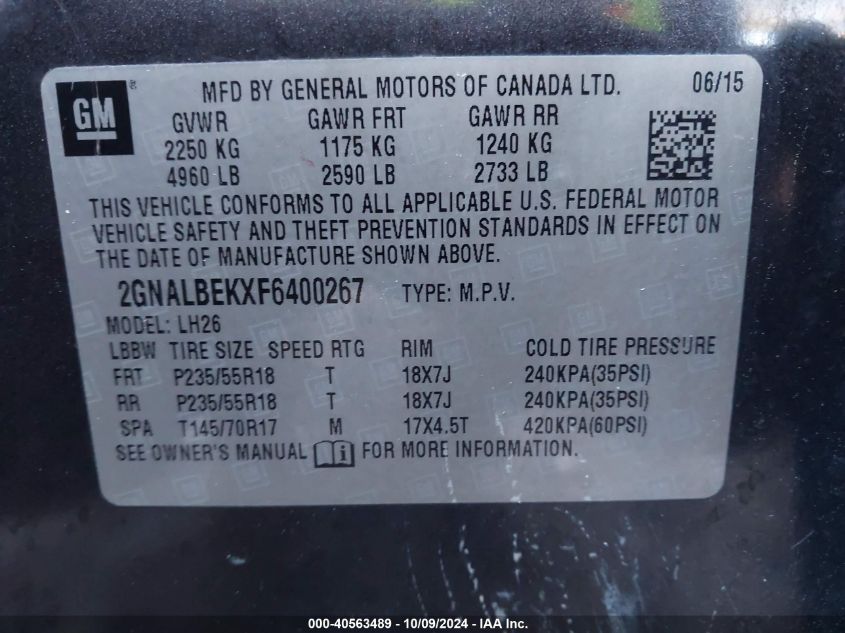 GM ® MFD BY GENERAL MOTORS OF CANADA LTD. 06/15
GVWR GAWR FRT GAWR RR
2250 KG 1175 KG 1240 KG
4960 LB 2590 LB 2733 LB
THIS VEHICLE CONFORMS TO ALL APPLICABLE U.S. FEDERAL MOTOR
VEHICLE SAFETY AND THEFT PREVENTION STANDARDS IN EFFECT ON
THE DATE OF MANUFACTURE SHOWN ABOVE.
2GNALBEKXF6400267 TYPE: M.P.V.
MODEL: LH26
LBBW TIRE SIZE SPEED RTG RIM COLD TIRE PRESSURE
FRT P235/55R18 T 18X7J 240KPA(35PSI)
RR P235/55R18 T 18X7J 240KPA(35PSI)
SPA T145/70R17 M 17X4.5T 420KPA(60PSI)
SEE OWNER'S MANUAL i FOR MORE INFORMATION.
000-40563489 - 10/09/2024 - IAA Inc.